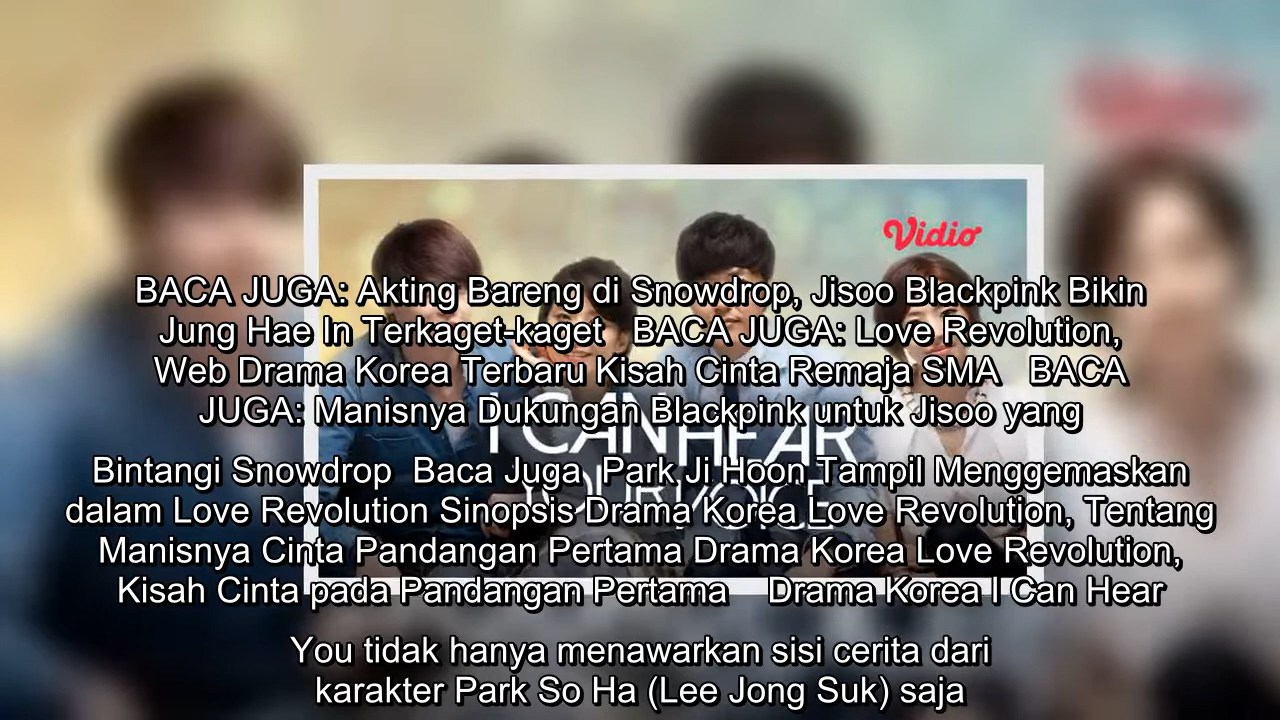 Vidio
BACA JUGA: Akting Bareng di Snowdrop, Jisoo Blackpink Bikin
Jung Hae In Terkaget-kaget   BACA JUGA: Love Revolution,
Web Drama Korea Terbaru Kisah Cinta Remaja SMA   BACA
JUGA: Manisnya Dukungan Blackpink untuk Jisoo yang
I CAN HEAR
YOUR VOICE
Bintangi Snowdrop  Baca Juga  Park Ji Hoon Tampil Menggemaskan
dalam Love Revolution Sinopsis Drama Korea Love Revolution, Tentang
Manisnya Cinta Pandangan Pertama Drama Korea Love Revolution,
Kisah Cinta pada Pandangan Pertama    Drama Korea I Can Hear
You tidak hanya menawarkan sisi cerita dari
karakter Park So Ha (Lee Jong Suk) saja